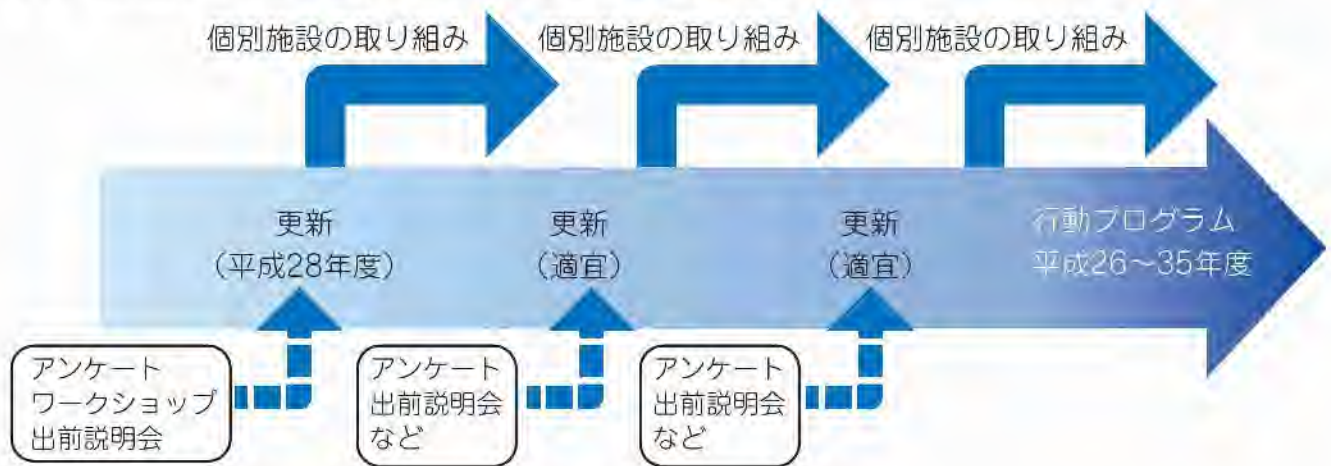 個別施設の取り組み
個別施設の取り組み
個別施設の取り組み
更新
（平成28年度）
更新
（適宜）
更新
（適宜）
行動プログラム
平成26～35年度
アンケート
ワークショップ
出前説明会
アンケート
出前説明会
など
アンケート
出前説明会
など